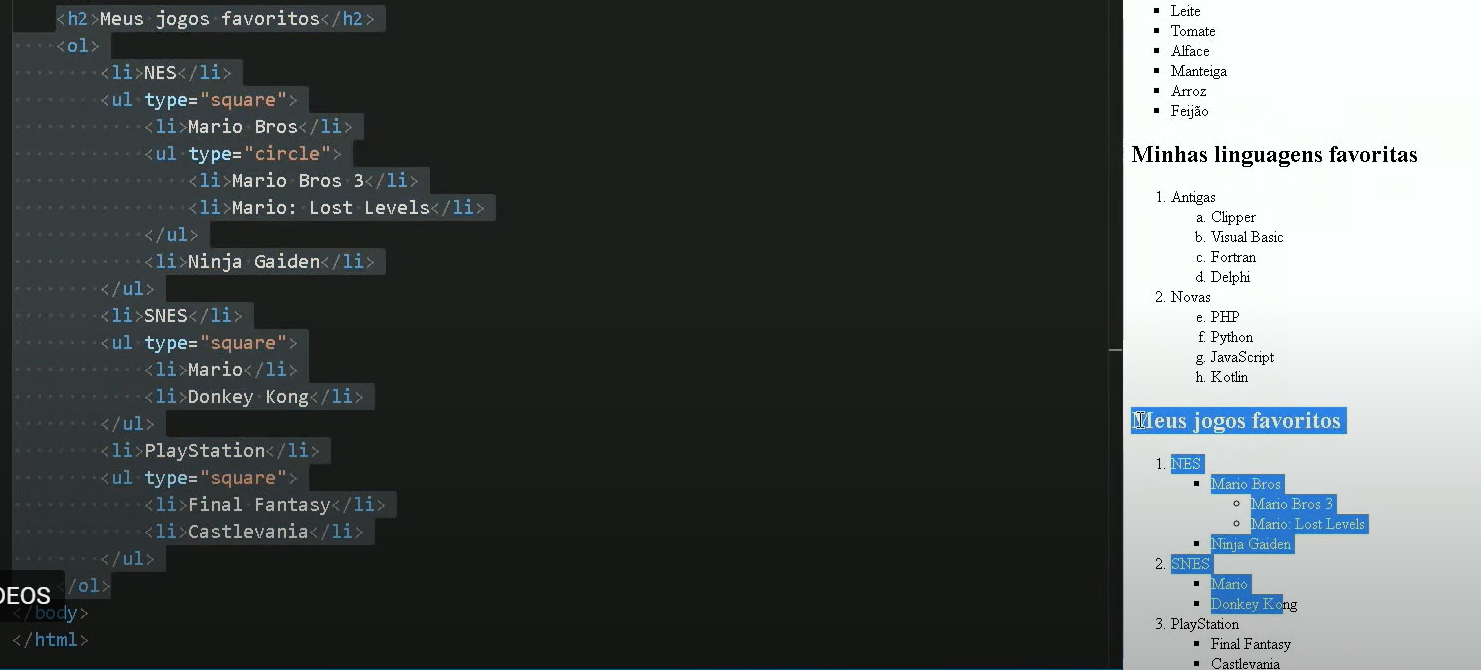 <h2>Meus jogos favoritos</h2>
<ol>
<li>NES</li>
<ul type="square">
<li>Mario Bros</li>
<ul type="circle">
<li>Mario Bros 3</li>
<li>Mario: Lost Levels</li>
</ul>
<li>Ninja Gaiden</li>
</ul>
<li>SNES</li>
<ul type="square">
<li>Mario</li>
<li>Donkey Kong</li>
</ul>
<li>PlayStation</li>
<ul type="square">
<li>Final Fantasy</li>
<li>Castlevania</li>
</ul>
/ol>
DEOS
</body>
</html>
Leite
Tomate
Alface
Manteiga
Arroz
Feijão
Minhas linguagens favoritas
1. Antigas
a. Clipper
b. Visual Basic
c. Fortran
d. Delphi
2. Novas
e. PHP
f. Python
g. JavaScript
h. Kotlin
Meus jogos favoritos
1. NES
Mario Bros
Mario Bros 3
Mario: Lost Levels
Ninja Gaiden
2. SNES
Mario
Donkey Kong
3. PlayStation
Final Fantasy
Castlevania